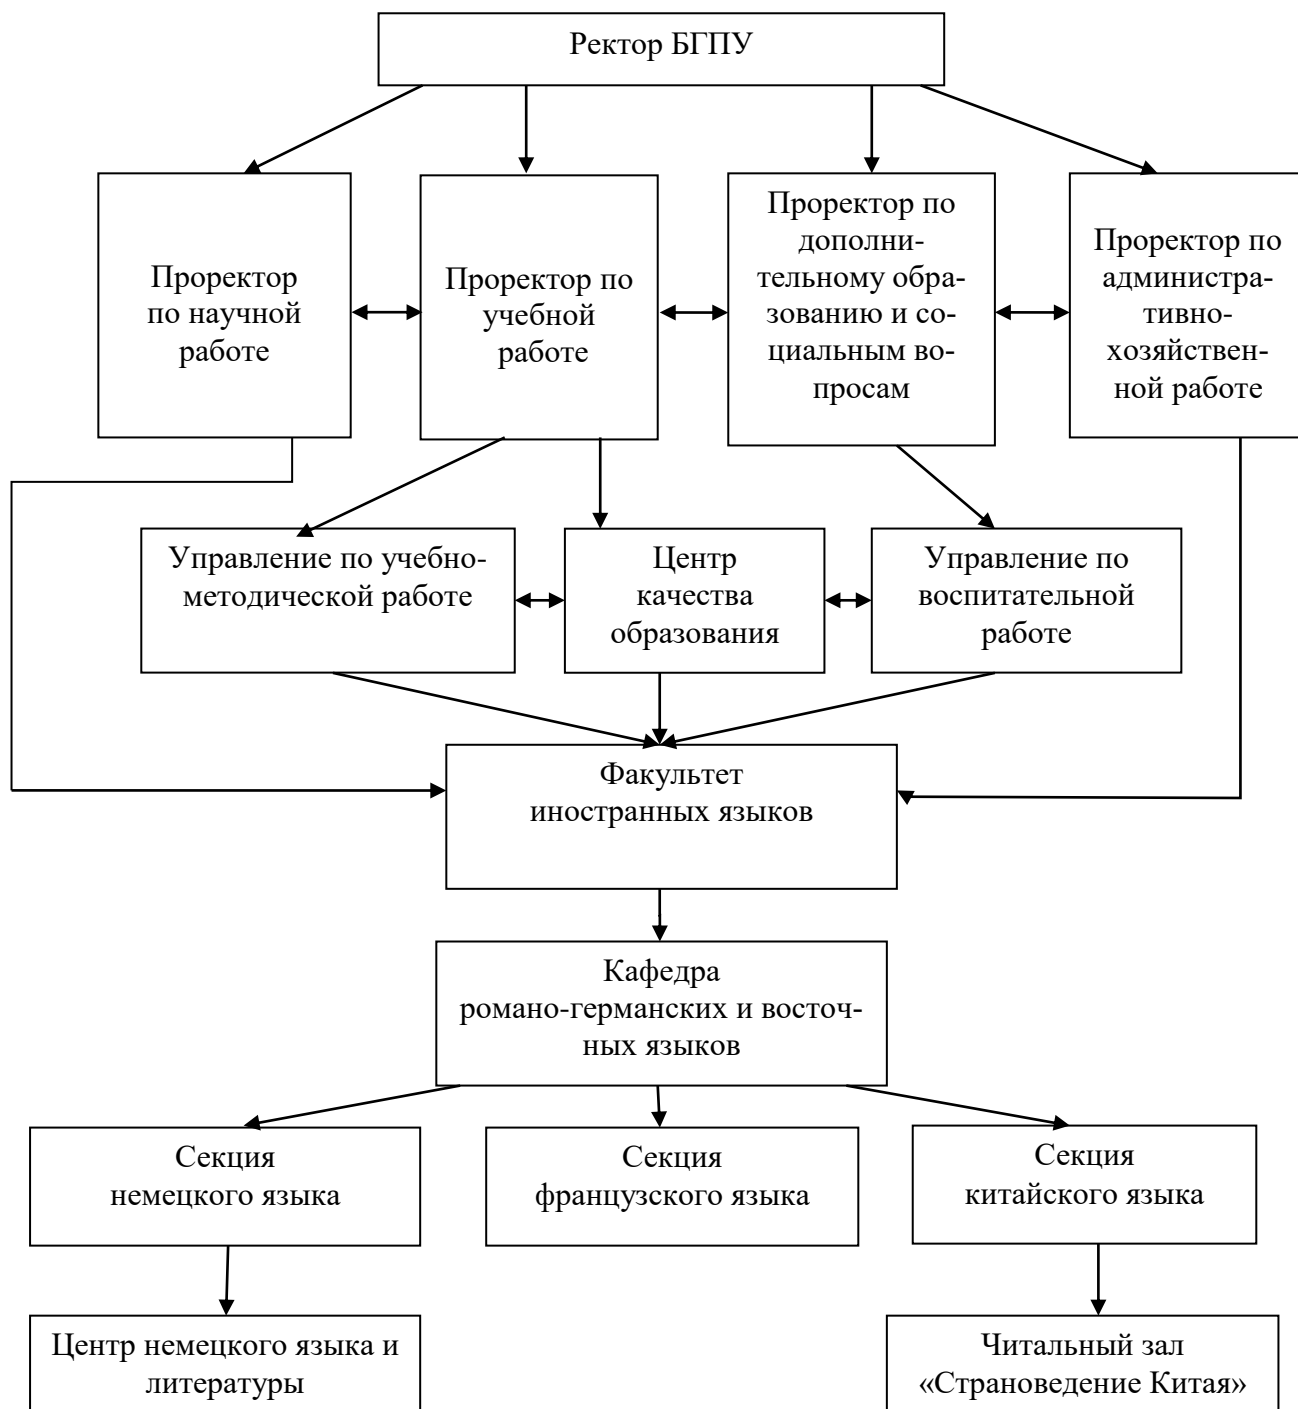 Ректор БГПУ
Проректор
по научной
работе
Проректор по
учебной
работе
Проректор по
дополни-
тельному обра-
зованию и со-
циальным во-
просам
Проректор по
администра-
тивно-
хозяйствен-
ной работе
Управление по учебно-
методической работе
Центр
качества
образования
Управление по
воспитательной
работе
Факультет
иностранных языков
Кафедра
романо-германских и восточ-
ных языков
Секция
немецкого языка
Секция
французского языка
Секция
китайского языка
Центр немецкого языка и
литературы
Читальный зал
«Страноведение Китая»